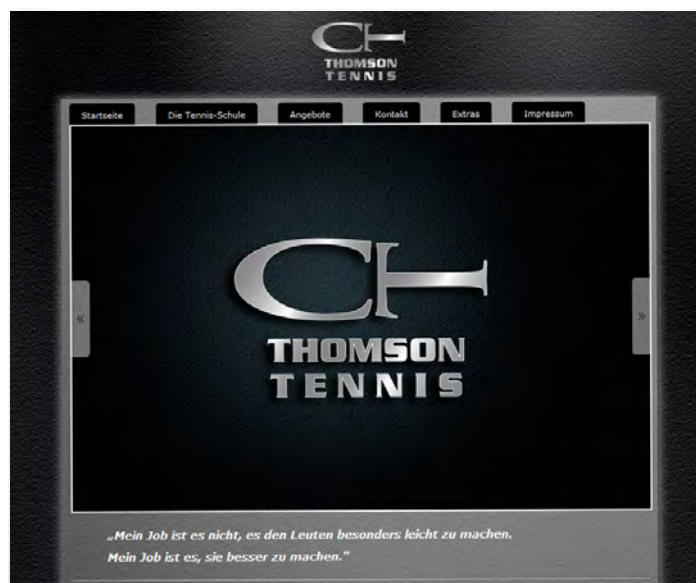 CH
THOMSON
TENNIS
Startseite Die Tennis-Schule Angebote Kontakt Extras Impressum
CH
THOMSON
TENNIS
« »
„Mein Job ist es nicht, es den Leuten besonders leicht zu machen.
Mein Job ist es, sie besser zu machen."